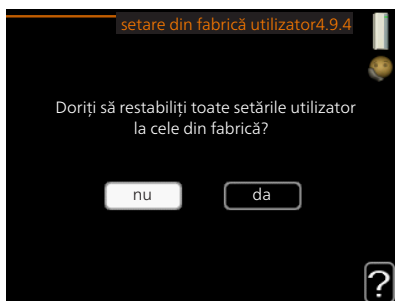 setare din fabrică utilizator4.9.4
Doriți să restabiliți toate setările utilizator
la cele din fabrică?
nu
da
?